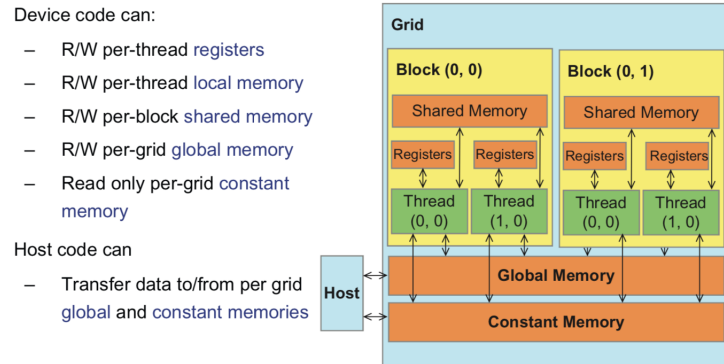 Device code can:
– R/W per-thread registers
– R/W per-thread local memory
– R/W per-block shared memory
– R/W per-grid global memory
– Read only per-grid constant
memory
Host code can
– Transfer data to/from per grid
global and constant memories
Grid
Block (0, 0)
Block (0, 1)
Shared Memory
Shared Memory
Registers
Registers
Registers
Registers
Thread
(0, 0)
Thread
(1, 0)
Thread
(0, 0)
Thread
(1, 0)
Host
Global Memory
Constant Memory